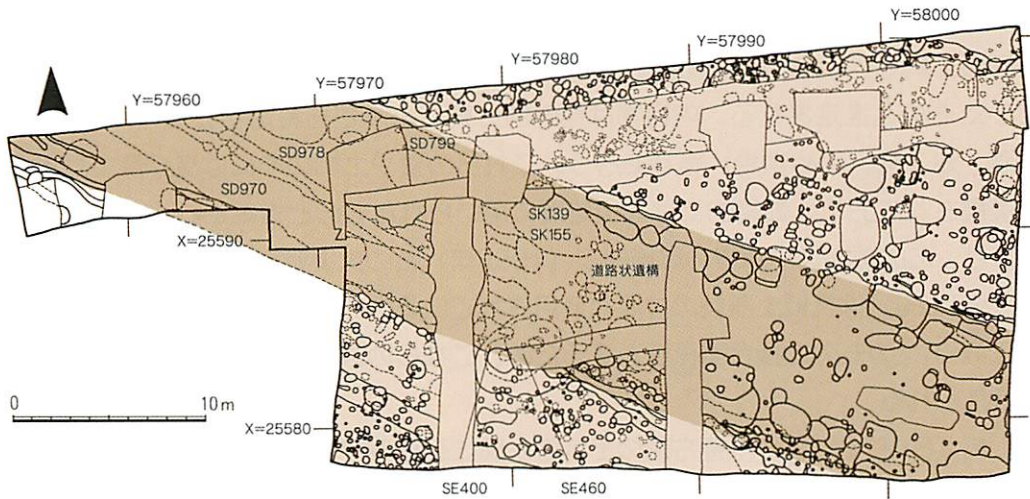 Y=58000
Y=57990
Y=57980
Y=57970
Y=57960
SD978
SD799
SD970
SK139
SK155
X=25590
道路状遺構
0 10m
X=25580
SE400 SE460